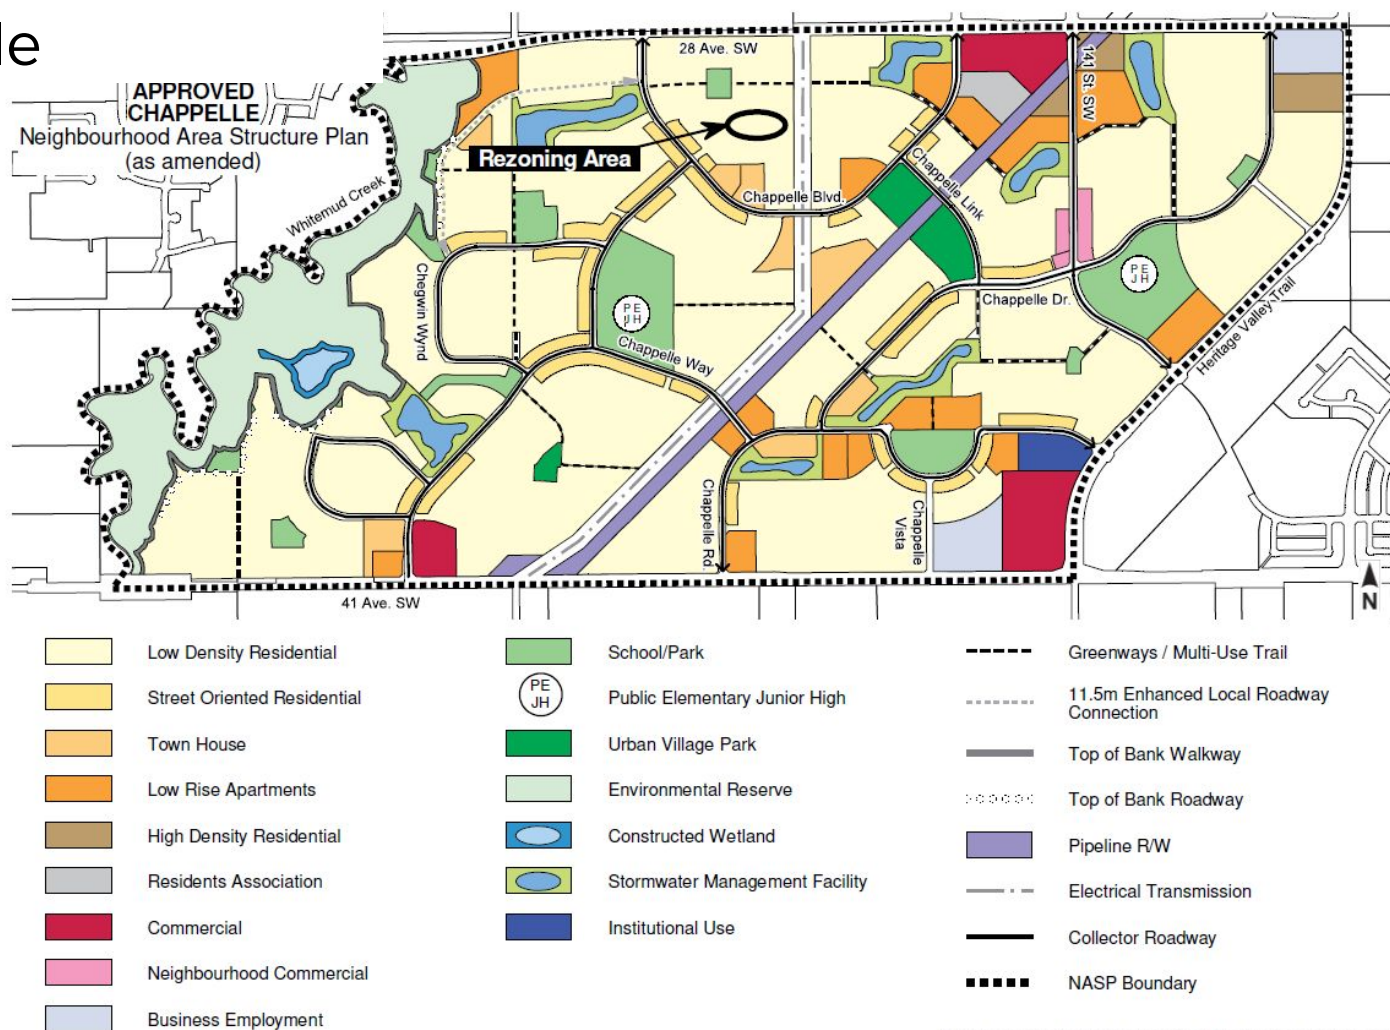 le
APPROVED
CHAPPELLE
Neighbourhood Area Structure Plan
(as amended)
28 Ave. SW
141 St. SW
Rezoning Area
Whitemud Creek
Chappelle Blvd.
Chappelle Link
Chegwin Wynd
PE
JH
PE
JH
Chappelle Dr.
Chappelle Way
Heritage Valley Trail
Chappelle Rd.
Chappelle
Vista
41 Ave. SW
N
Low Density Residential
Street Oriented Residential
Town House
Low Rise Apartments
High Density Residential
Residents Association
Commercial
Neighbourhood Commercial
Business Employment
School/Park
PE
JH
Public Elementary Junior High
Urban Village Park
Environmental Reserve
Constructed Wetland
Stormwater Management Facility
Institutional Use
Greenways / Multi-Use Trail
11.5m Enhanced Local Roadway
Connection
Top of Bank Walkway
Top of Bank Roadway
Pipeline R/W
Electrical Transmission
Collector Roadway
NASP Boundary